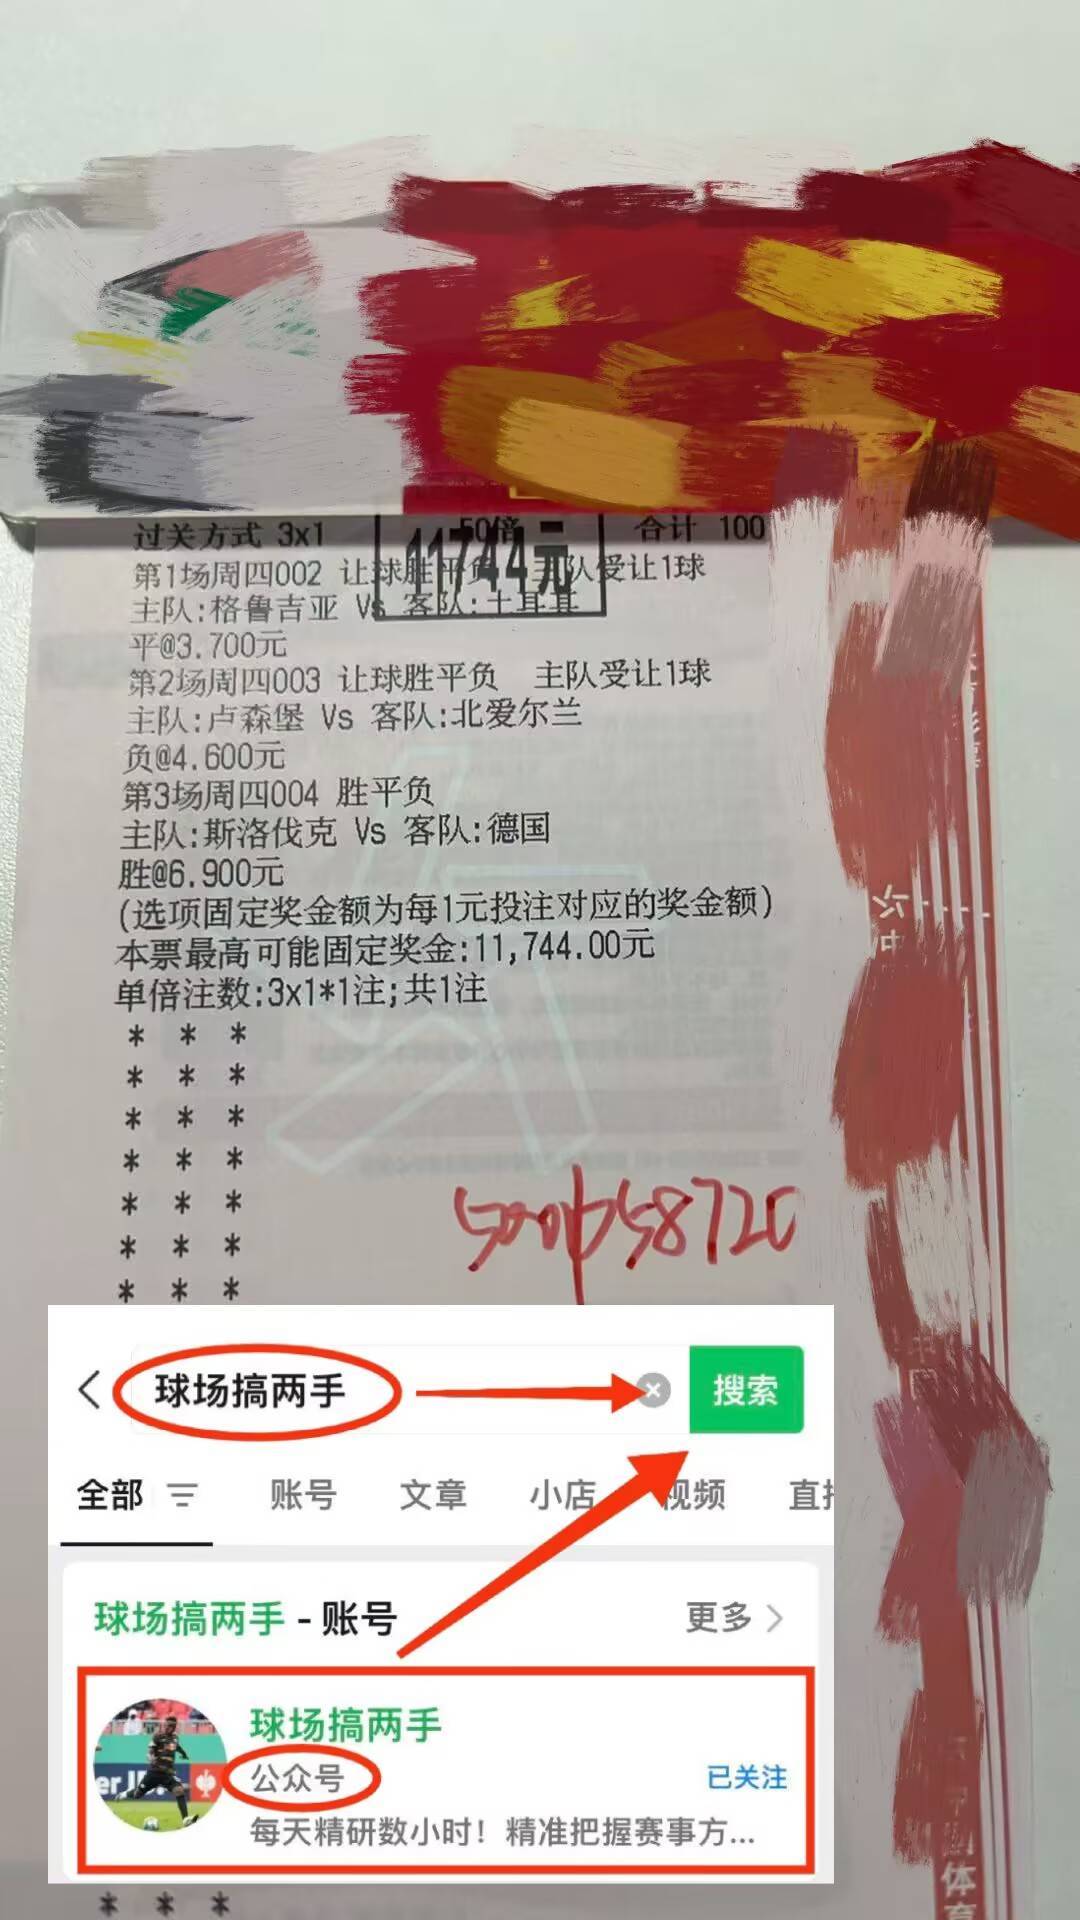 过关方式 3x1 50倍 合计 100
11744元
第1场周四002 让球胜平负 主队受让1球
主队:格鲁吉亚 Vs 客队:土耳其
平@3.700元
第2场周四003 让球胜平负 主队受让1球
主队:卢森堡 Vs 客队:北爱尔兰
负@4.600元
第3场周四004 胜平负
主队:斯洛伐克 Vs 客队:德国
胜@6.900元
(选项固定奖金额为每1元投注对应的奖金额)
本票最高可能固定奖金:11,744.00元
单倍注数:3x1*1注;共1注
* * *
* * *
* * *
* * *
* * *
* * *
* * *
58720
球场搞两手
搜索
全部 账号 文章 小店 视频 直播
球场搞两手 - 账号 更多
球场搞两手
公众号
已关注
每天精研数小时！精准把握赛事方...
* * *
体